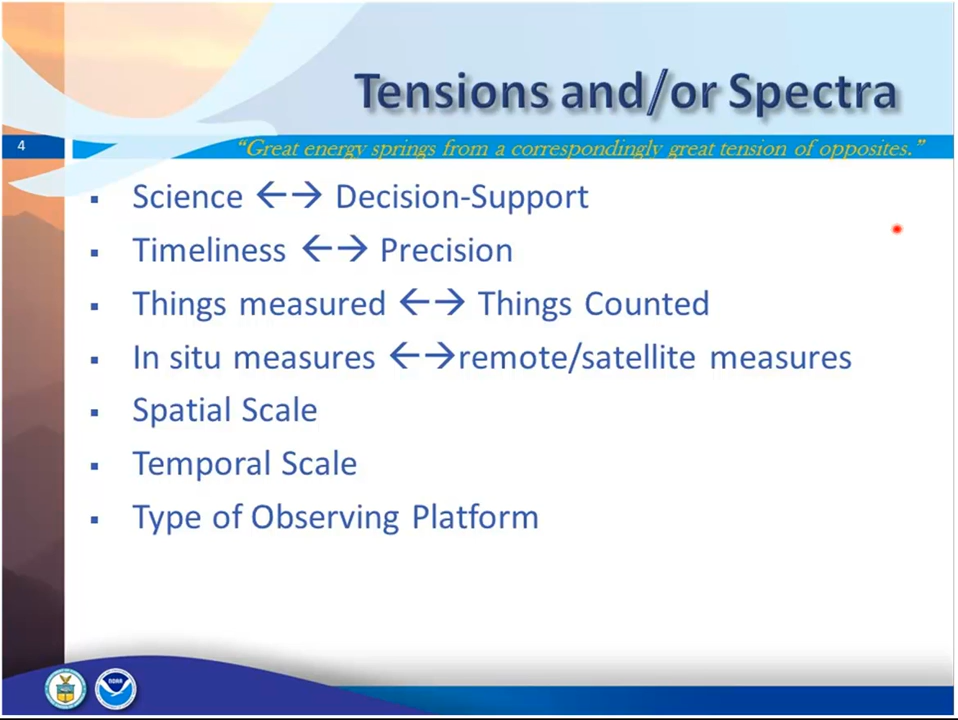 Tensions and/or Spectra
4
“Great energy springs from a correspondingly great tension of opposites.”
▪ Science ←→ Decision-Support
▪ Timeliness ←→ Precision
▪ Things measured ←→ Things Counted
▪ In situ measures ←→remote/satellite measures
▪ Spatial Scale
▪ Temporal Scale
▪ Type of Observing Platform
NOAA